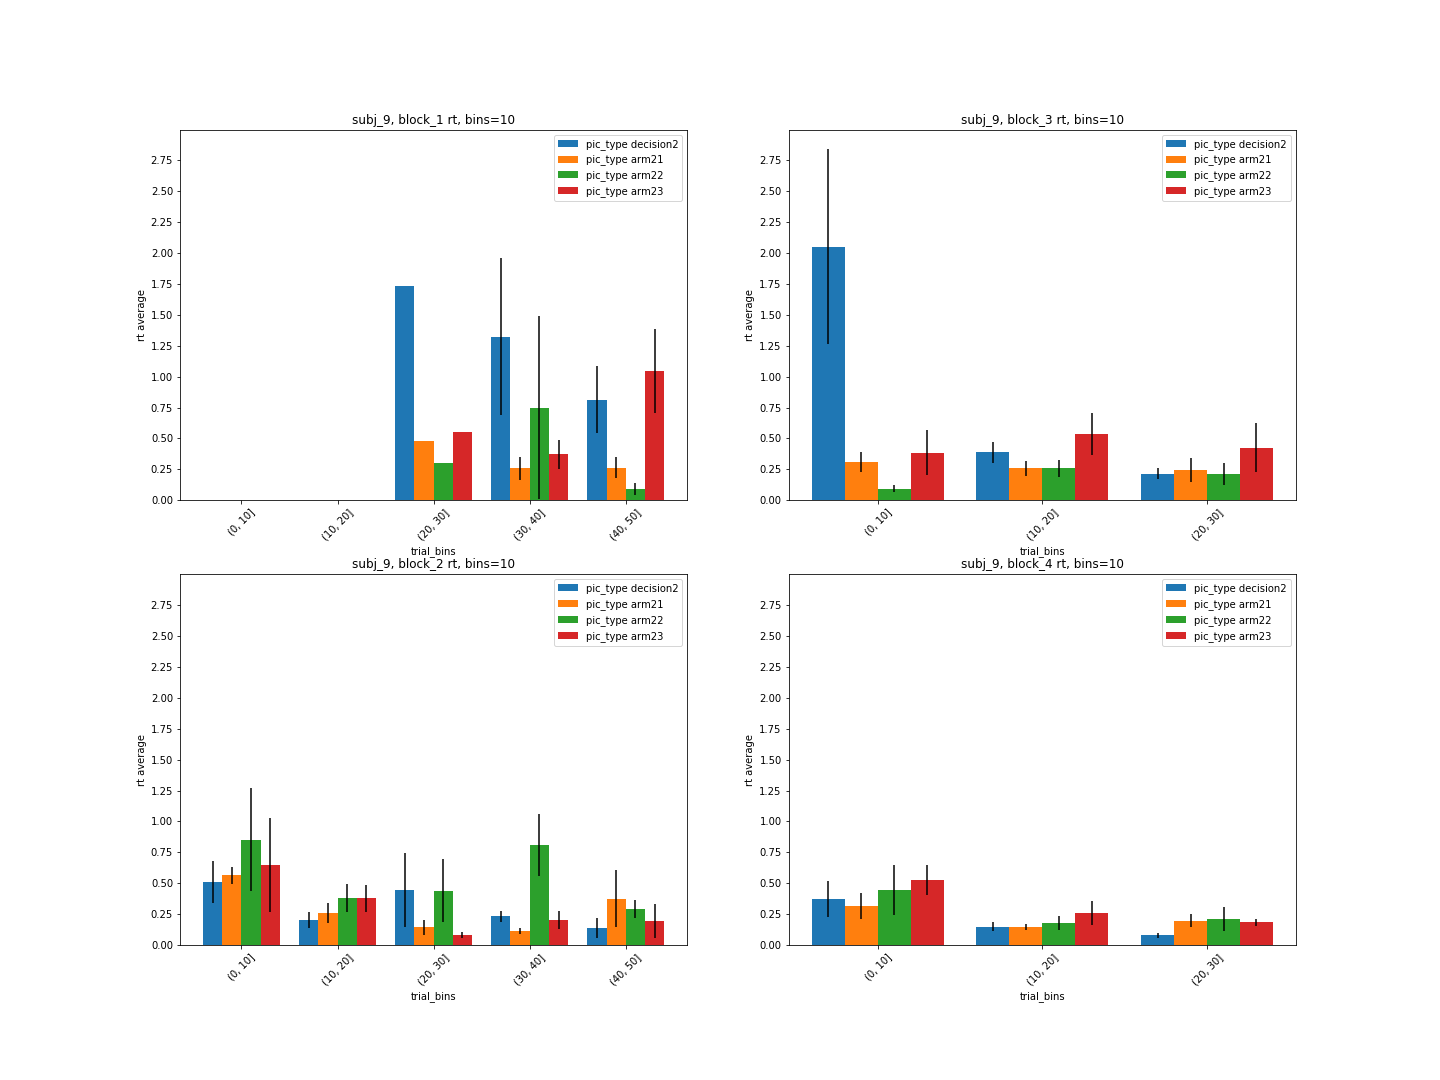 subj_9, block_1 rt, bins=10
pic_type decision2
pic_type arm21
pic_type arm22
pic_type arm23
rt average
2.75
2.50
2.25
2.00
1.75
1.50
1.25
1.00
0.75
0.50
0.25
0.00
(0, 10]
(10, 20]
(20, 30]
(30, 40]
(40, 50]
trial_bins
subj_9, block_3 rt, bins=10
pic_type decision2
pic_type arm21
pic_type arm22
pic_type arm23
rt average
2.75
2.50
2.25
2.00
1.75
1.50
1.25
1.00
0.75
0.50
0.25
0.00
(0, 10]
(10, 20]
(20, 30]
trial_bins
subj_9, block_2 rt, bins=10
pic_type decision2
pic_type arm21
pic_type arm22
pic_type arm23
rt average
2.75
2.50
2.25
2.00
1.75
1.50
1.25
1.00
0.75
0.50
0.25
0.00
(0, 10]
(10, 20]
(20, 30]
(30, 40]
(40, 50]
trial_bins
subj_9, block_4 rt, bins=10
pic_type decision2
pic_type arm21
pic_type arm22
pic_type arm23
rt average
2.75
2.50
2.25
2.00
1.75
1.50
1.25
1.00
0.75
0.50
0.25
0.00
(0, 10]
(10, 20]
(20, 30]
trial_bins